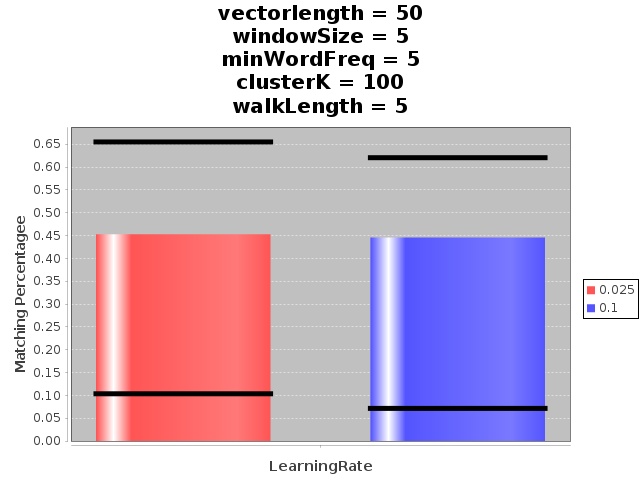 vectorlength = 50
windowSize = 5
minWordFreq = 5
clusterK = 100
walkLength = 5
0.65
0.60
0.55
0.50
0.45
0.40
0.35
0.30
0.25
0.20
0.15
0.10
0.05
0.00
Matching Percentagee
LearningRate
0.025
0.1